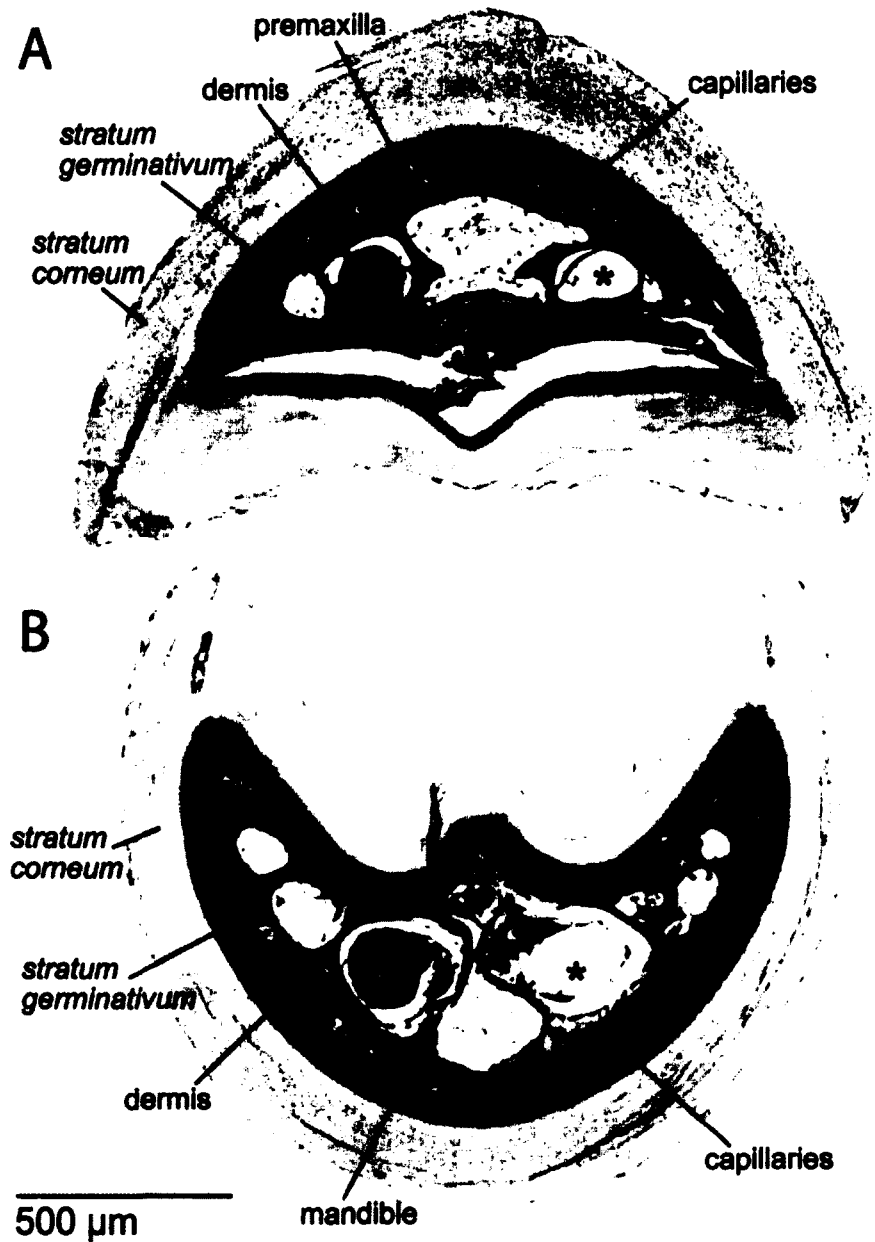 A
premaxilla
dermis
capillaries
stratum
germinativum
stratum
corneum
*
B
stratum
corneum
stratum
germinativum
*
dermis
capillaries
mandible
500 µm